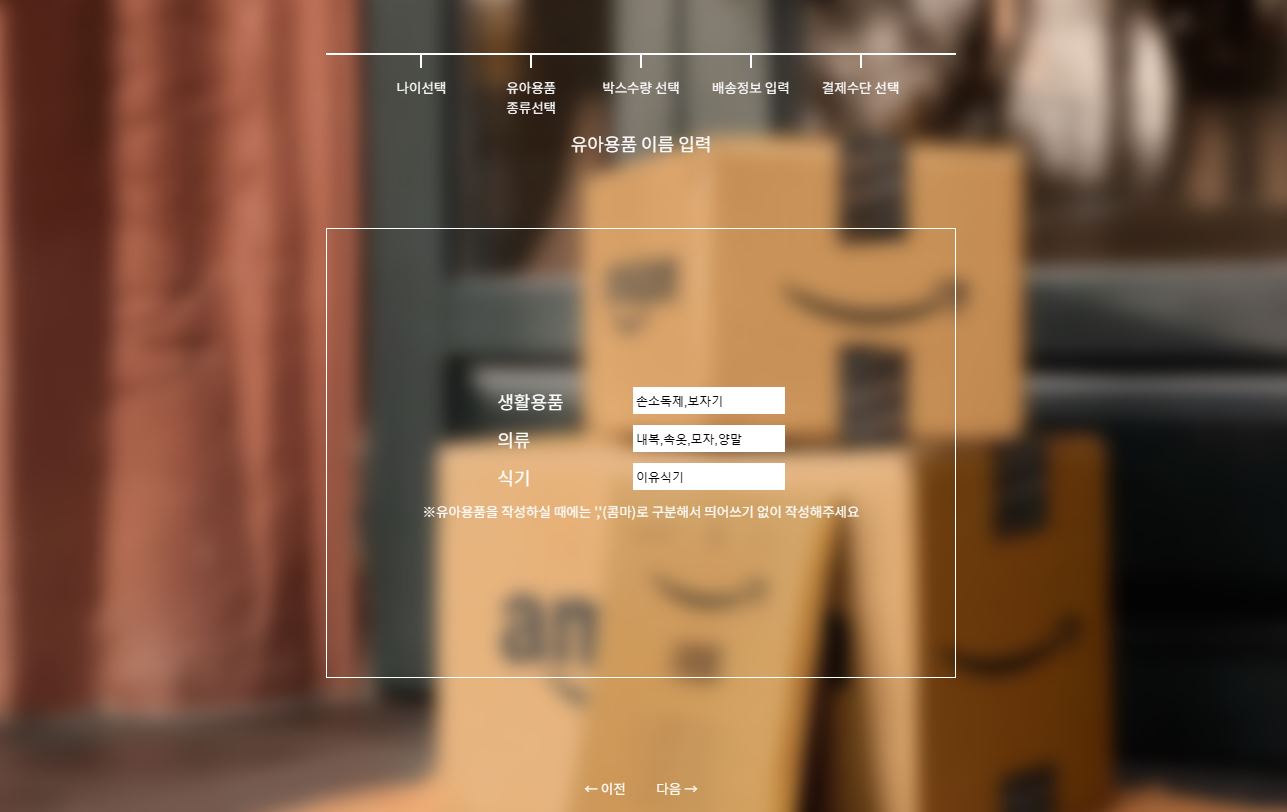 나이선택 유아용품 박스수량 선택 배송정보 입력 결제수단 선택
종류선택
유아용품 이름 입력
생활용품 손소독제,보자기
의류 내복,속옷,모자,양말
식기 이유식기
※유아용품을 작성하실 때에는 ','(콤마)로 구분해서 띄어쓰기 없이 작성해주세요
an
← 이전 다음 →